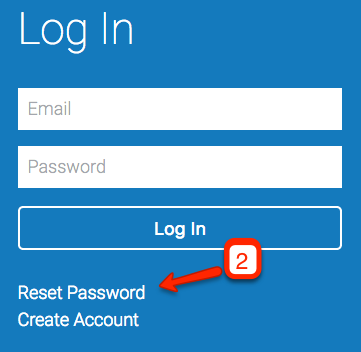 Log In
Email
Password
Log In
2
Reset Password
Create Account